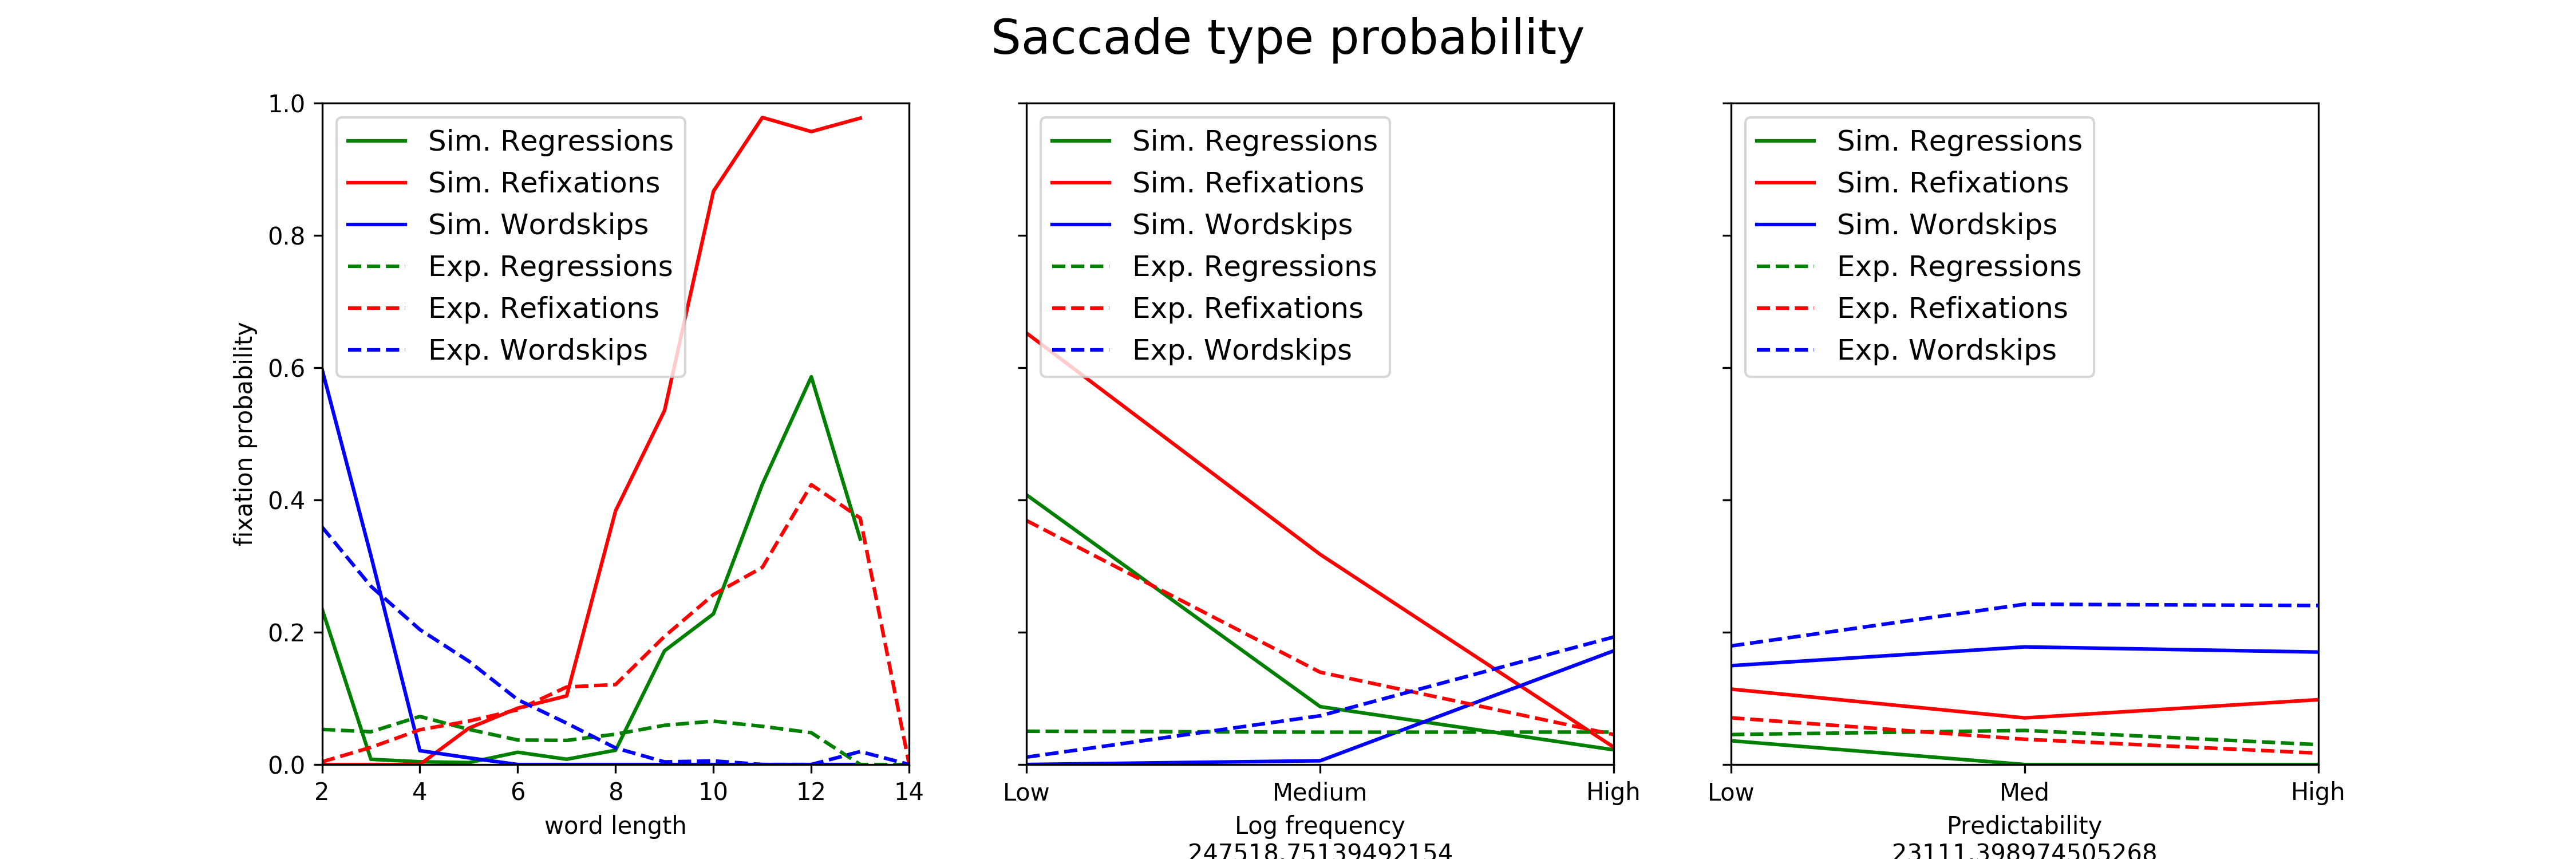 Saccade type probability
1.0
0.8
0.6
0.4
0.2
0.0
fixation probability
Sim. Regressions
Sim. Refixations
Sim. Wordskips
Exp. Regressions
Exp. Refixations
Exp. Wordskips
2 4 6 8 10 12 14
word length
Sim. Regressions
Sim. Refixations
Sim. Wordskips
Exp. Regressions
Exp. Refixations
Exp. Wordskips
Low Medium High
Log frequency
247518.75139492154
Sim. Regressions
Sim. Refixations
Sim. Wordskips
Exp. Regressions
Exp. Refixations
Exp. Wordskips
Low Med High
Predictability
23111.398974505268